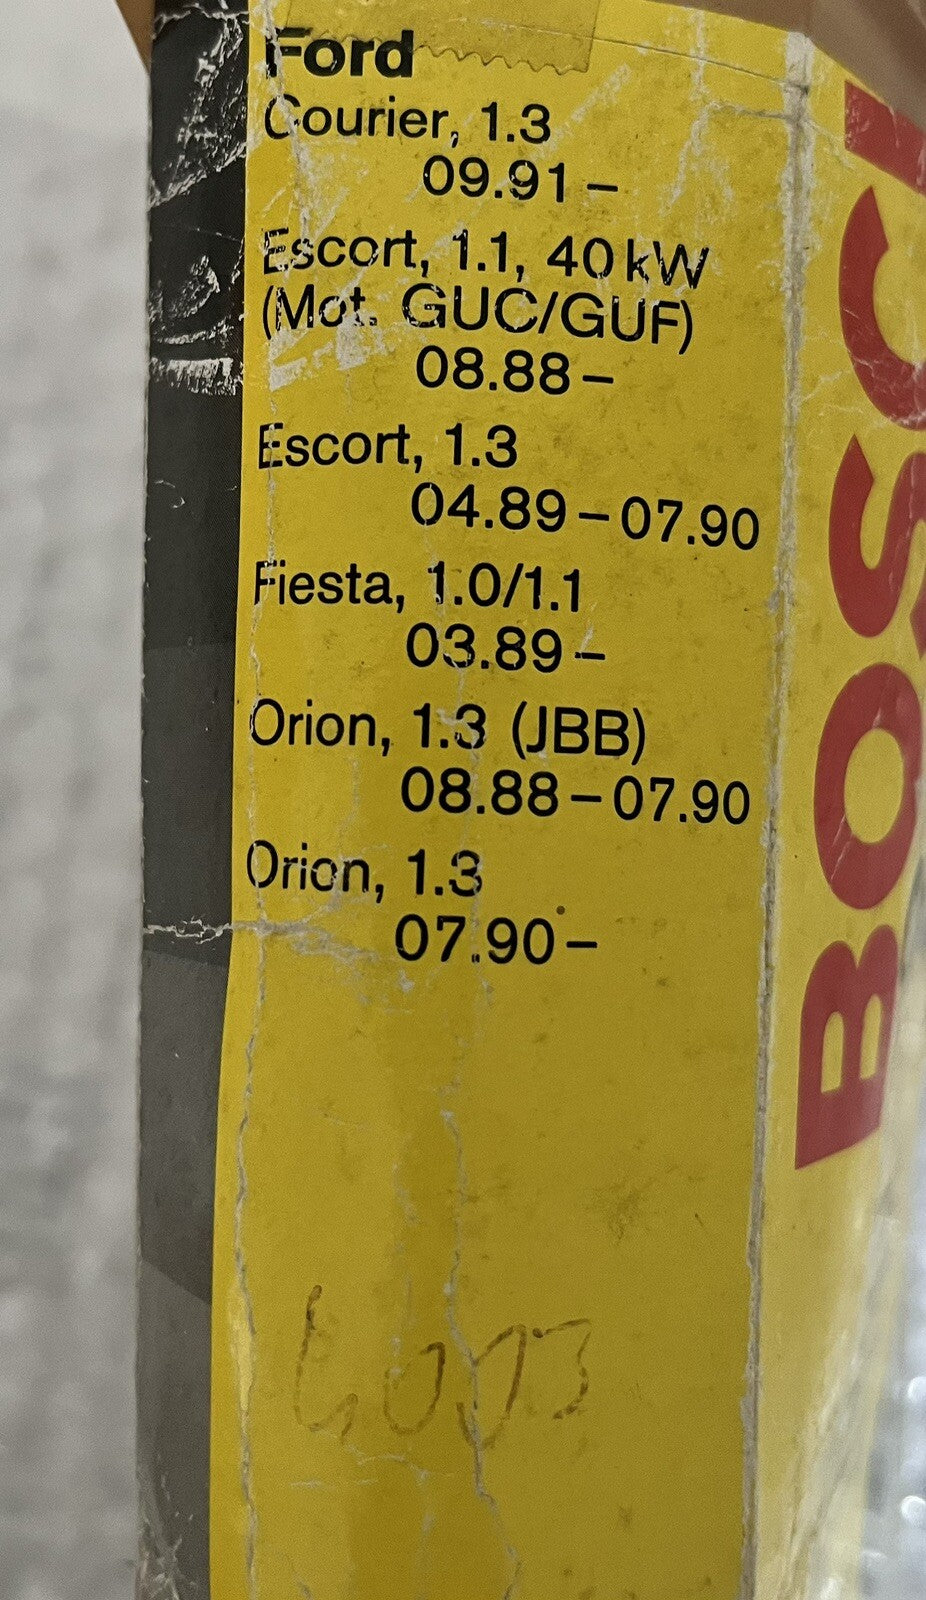 Ford
Courier, 1.3
09.91 –
Escort, 1.1, 40 kW
(Mot. GUC/GUF)
08.88 –
Escort, 1.3
04.89 – 07.90
Fiesta, 1.0/1.1
03.89 –
Orion, 1.3 (JBB)
08.88 – 07.90
Orion, 1.3
07.90 –
BOSC